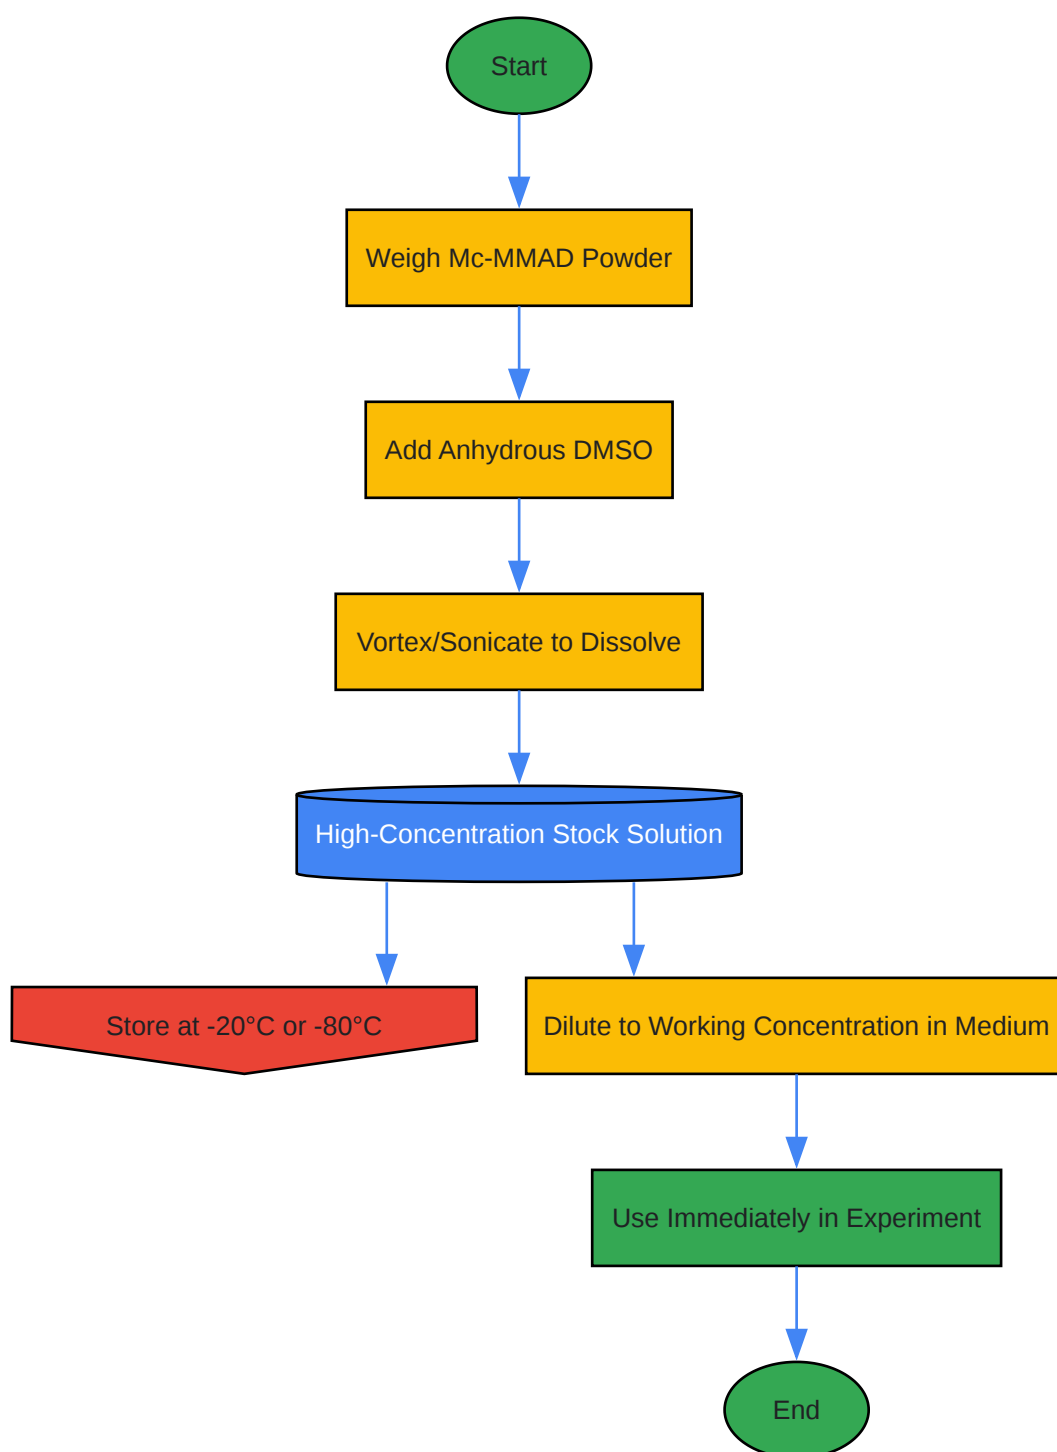 Start
Weigh Mc-MMAD Powder
Add Anhydrous DMSO
Vortex/Sonicate to Dissolve
High-Concentration Stock Solution
Store at -20°C or -80°C
Dilute to Working Concentration in Medium
Use Immediately in Experiment
End